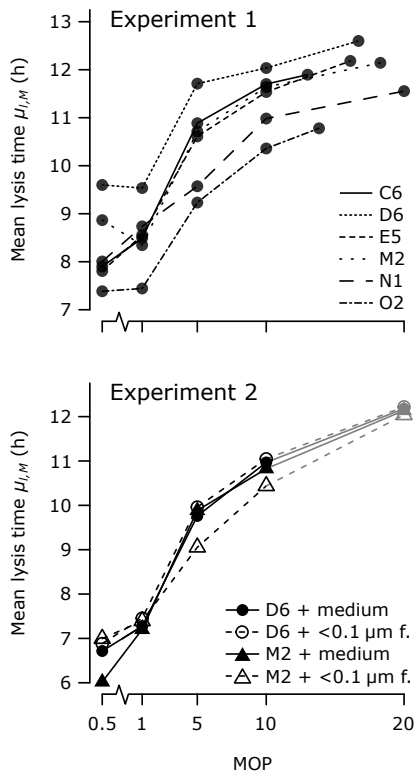 Experiment 1
Mean lysis time μI,M (h)
13
12
11
10
9
8
7
C6
D6
E5
M2
N1
O2
Experiment 2
Mean lysis time μI,M (h)
12
11
10
9
8
7
6
D6 + medium
D6 + <0.1 μm f.
M2 + medium
M2 + <0.1 μm f.
0.5 1 5 10 20
MOP